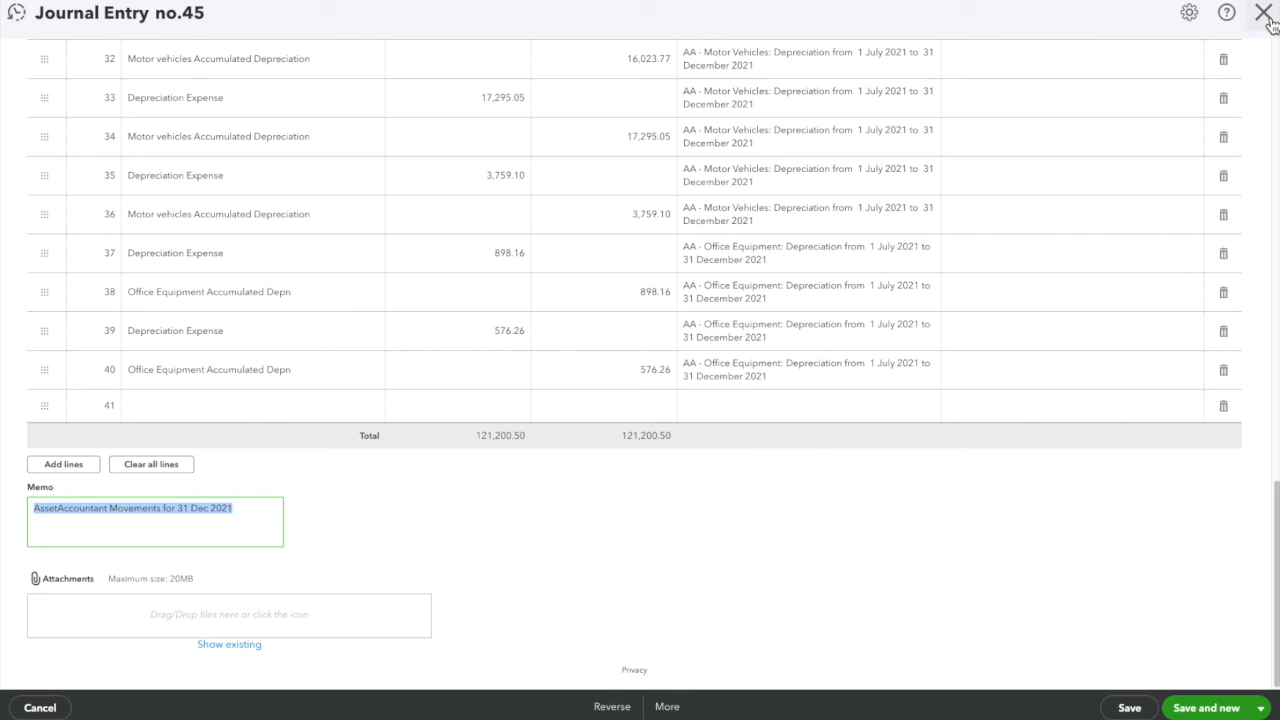 Journal Entry no.45
32 Motor vehicles Accumulated Depreciation 16,023.77 AA - Motor Vehicles: Depreciation from 1 July 2021 to 31
December 2021
33 Depreciation Expense 17,295.05 AA - Motor Vehicles: Depreciation from 1 July 2021 to 31
December 2021
34 Motor vehicles Accumulated Depreciation 17,295.05 AA - Motor Vehicles: Depreciation from 1 July 2021 to 31
December 2021
35 Depreciation Expense 3,759.10 AA - Motor Vehicles: Depreciation from 1 July 2021 to 31
December 2021
36 Motor vehicles Accumulated Depreciation 3,759.10 AA - Motor Vehicles: Depreciation from 1 July 2021 to 31
December 2021
37 Depreciation Expense 898.16 AA - Office Equipment: Depreciation from 1 July 2021 to
31 December 2021
38 Office Equipment Accumulated Depn 898.16 AA - Office Equipment: Depreciation from 1 July 2021 to
31 December 2021
39 Depreciation Expense 576.26 AA - Office Equipment: Depreciation from 1 July 2021 to
31 December 2021
40 Office Equipment Accumulated Depn 576.26 AA - Office Equipment: Depreciation from 1 July 2021 to
31 December 2021
41
Total 121,200.50 121,200.50
Add lines Clear all lines
Memo
AssetAccountant Movements for 31 Dec 2021
Attachments Maximum size: 20MB
Drag/Drop files here or click the icon
Show existing
Privacy
Cancel Reverse More Save Save and new